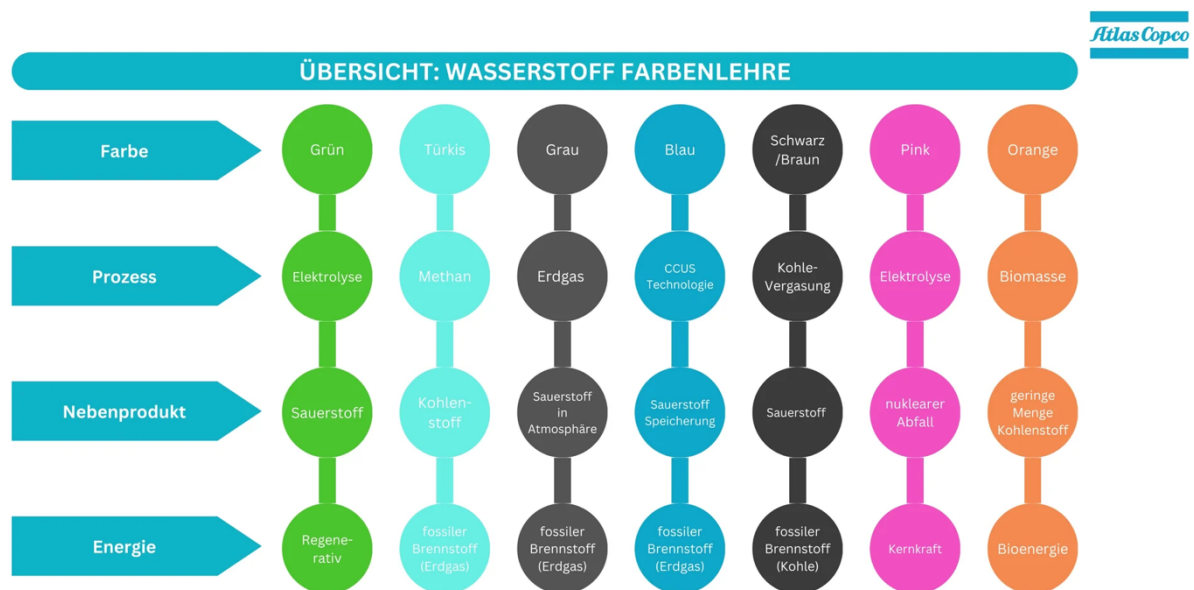 Atlas Copco
ÜBERSICHT: WASSERSTOFF FARBENLEHRE
Farbe
Grün
Türkis
Grau
Blau
Schwarz
/Braun
Pink
Orange
Prozess
Elektrolyse
Methan
Erdgas
CCUS
Technologie
Kohle-
Vergasung
Elektrolyse
Biomasse
Nebenprodukt
Sauerstoff
Kohlen-
stoff
Sauerstoff
in
Atmosphäre
Sauerstoff
Speicherung
Sauerstoff
nuklearer
Abfall
geringe
Menge
Kohlenstoff
Energie
Regene-
rativ
fossiler
Brennstoff
(Erdgas)
fossiler
Brennstoff
(Erdgas)
fossiler
Brennstoff
(Erdgas)
fossiler
Brennstoff
(Kohle)
Kernkraft
Bioenergie